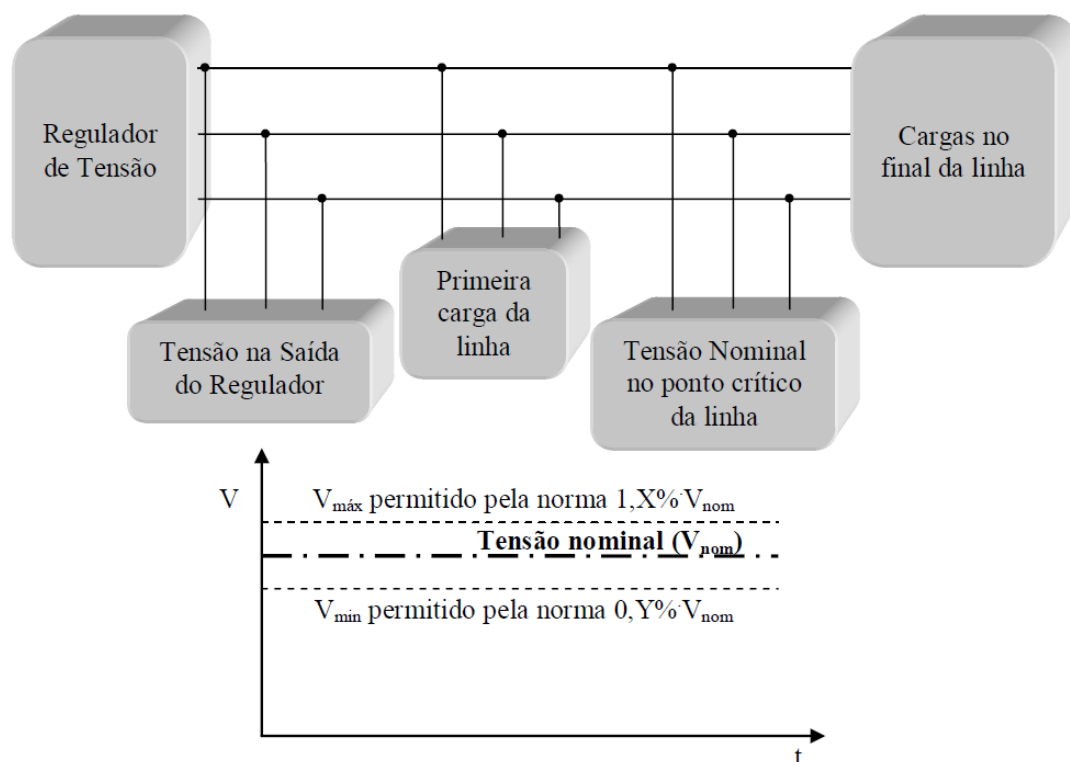 Regulador
de Tensão
Cargas no
final da linha
Primeira
carga da
linha
Tensão na Saída
do Regulador
Tensão Nominal
no ponto crítico
da linha
V
Vmáx permitido pela norma 1,X%·Vnom
Tensão nominal (Vnom)
Vmin permitido pela norma 0,Y%·Vnom
t